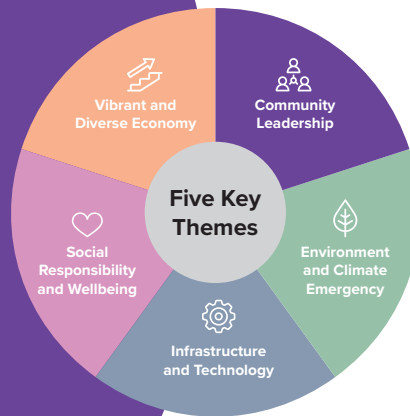 Vibrant and
Diverse Economy
Community
Leadership
Five Key
Themes
Social
Responsibility
and Wellbeing
Environment
and Climate
Emergency
Infrastructure
and Technology